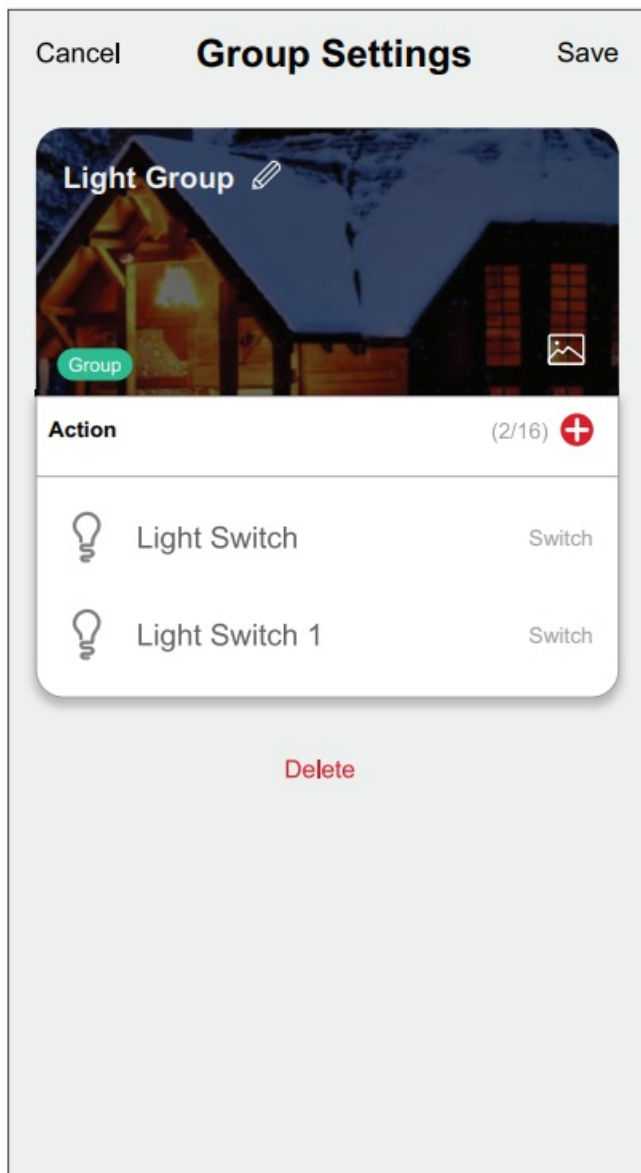 Cancel Group Settings Save
Light Group
Group
Action (2/16)
Light Switch Switch
Light Switch 1 Switch
Delete